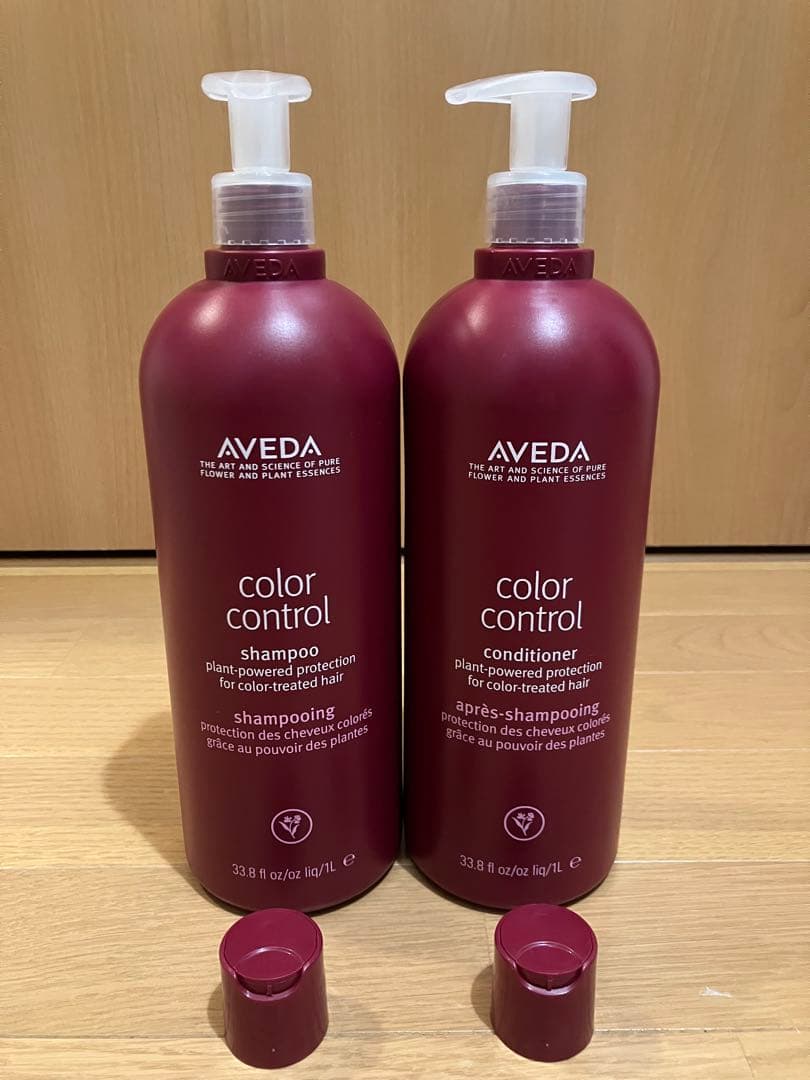 AVEDA
AVEDA
THE ART AND SCIENCE OF PURE
FLOWER AND PLANT ESSENCES
color
control
shampoo
plant-powered protection
for color-treated hair
shampooing
protection des cheveux colorés
grâce au pouvoir des plantes
33.8 fl oz/oz liq/1L ℮
AVEDA
AVEDA
THE ART AND SCIENCE OF PURE
FLOWER AND PLANT ESSENCES
color
control
conditioner
plant-powered protection
for color-treated hair
après-shampooing
protection des cheveux colorés
grâce au pouvoir des plantes
33.8 fl oz/oz liq/1L ℮